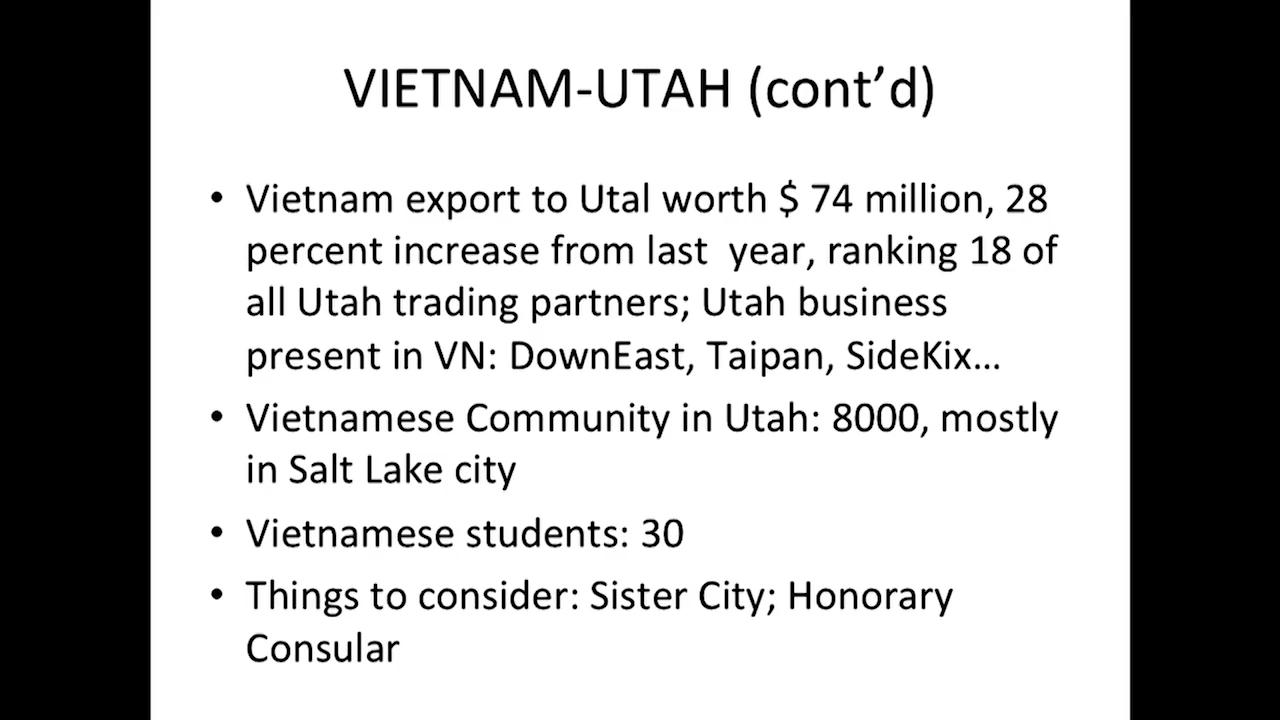 VIETNAM-UTAH (cont’d)
• Vietnam export to Utal worth $ 74 million, 28
percent increase from last  year, ranking 18 of
all Utah trading partners; Utah business
present in VN: DownEast, Taipan, SideKix…
• Vietnamese Community in Utah: 8000, mostly
in Salt Lake city
• Vietnamese students: 30
• Things to consider: Sister City; Honorary
Consular